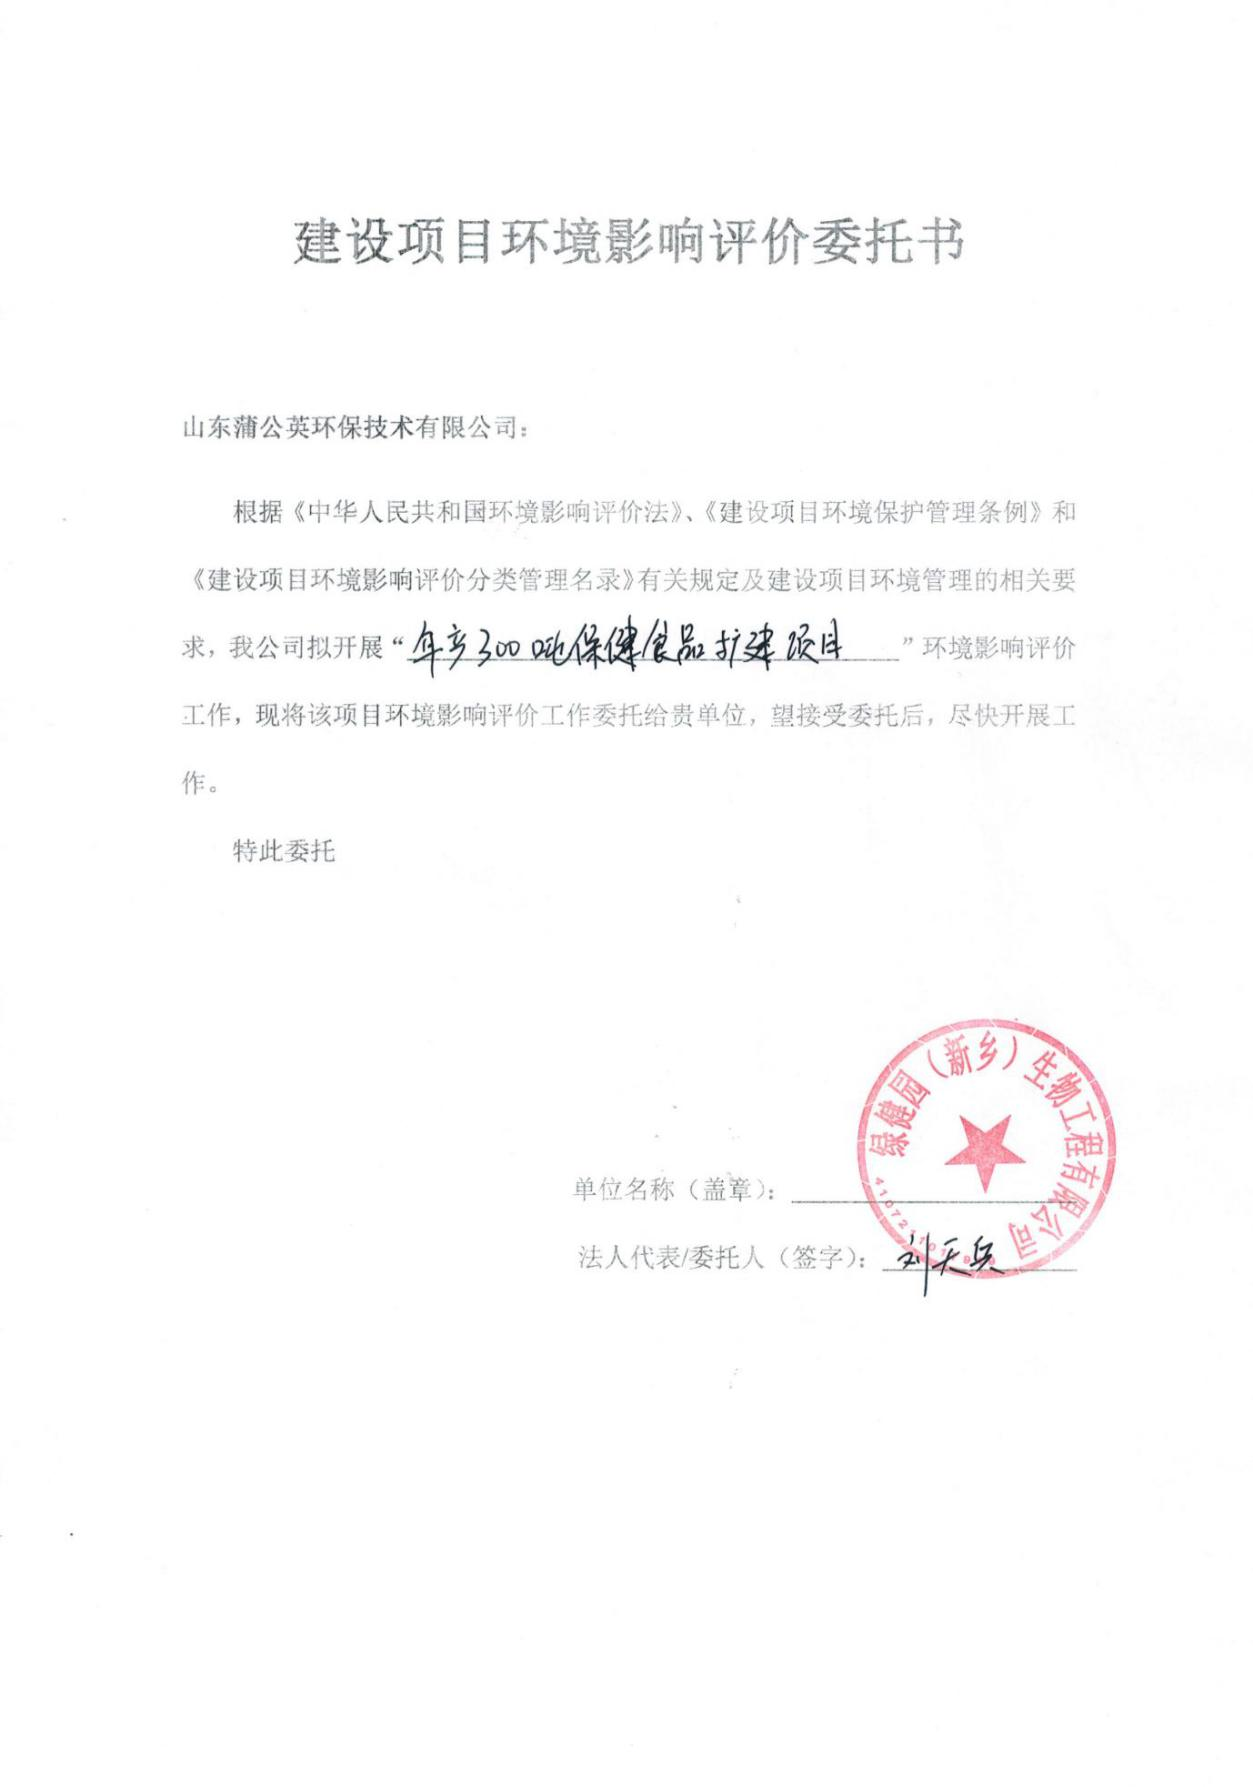 建设项目环境影响评价委托书
山东蒲公英环保技术有限公司：
根据《中华人民共和国环境影响评价法》、《建设项目环境保护管理条例》和
《建设项目环境影响评价分类管理名录》有关规定及建设项目环境管理的相关要
求，我公司拟开展“年产300吨保健食品扩建项目”环境影响评价
工作，现将该项目环境影响评价工作委托给贵单位，望接受委托后，尽快开展工
作。
特此委托
绿健园（新乡）生物工程有限公司
单位名称（盖章）：
法人代表/委托人（签字）：刘天兵